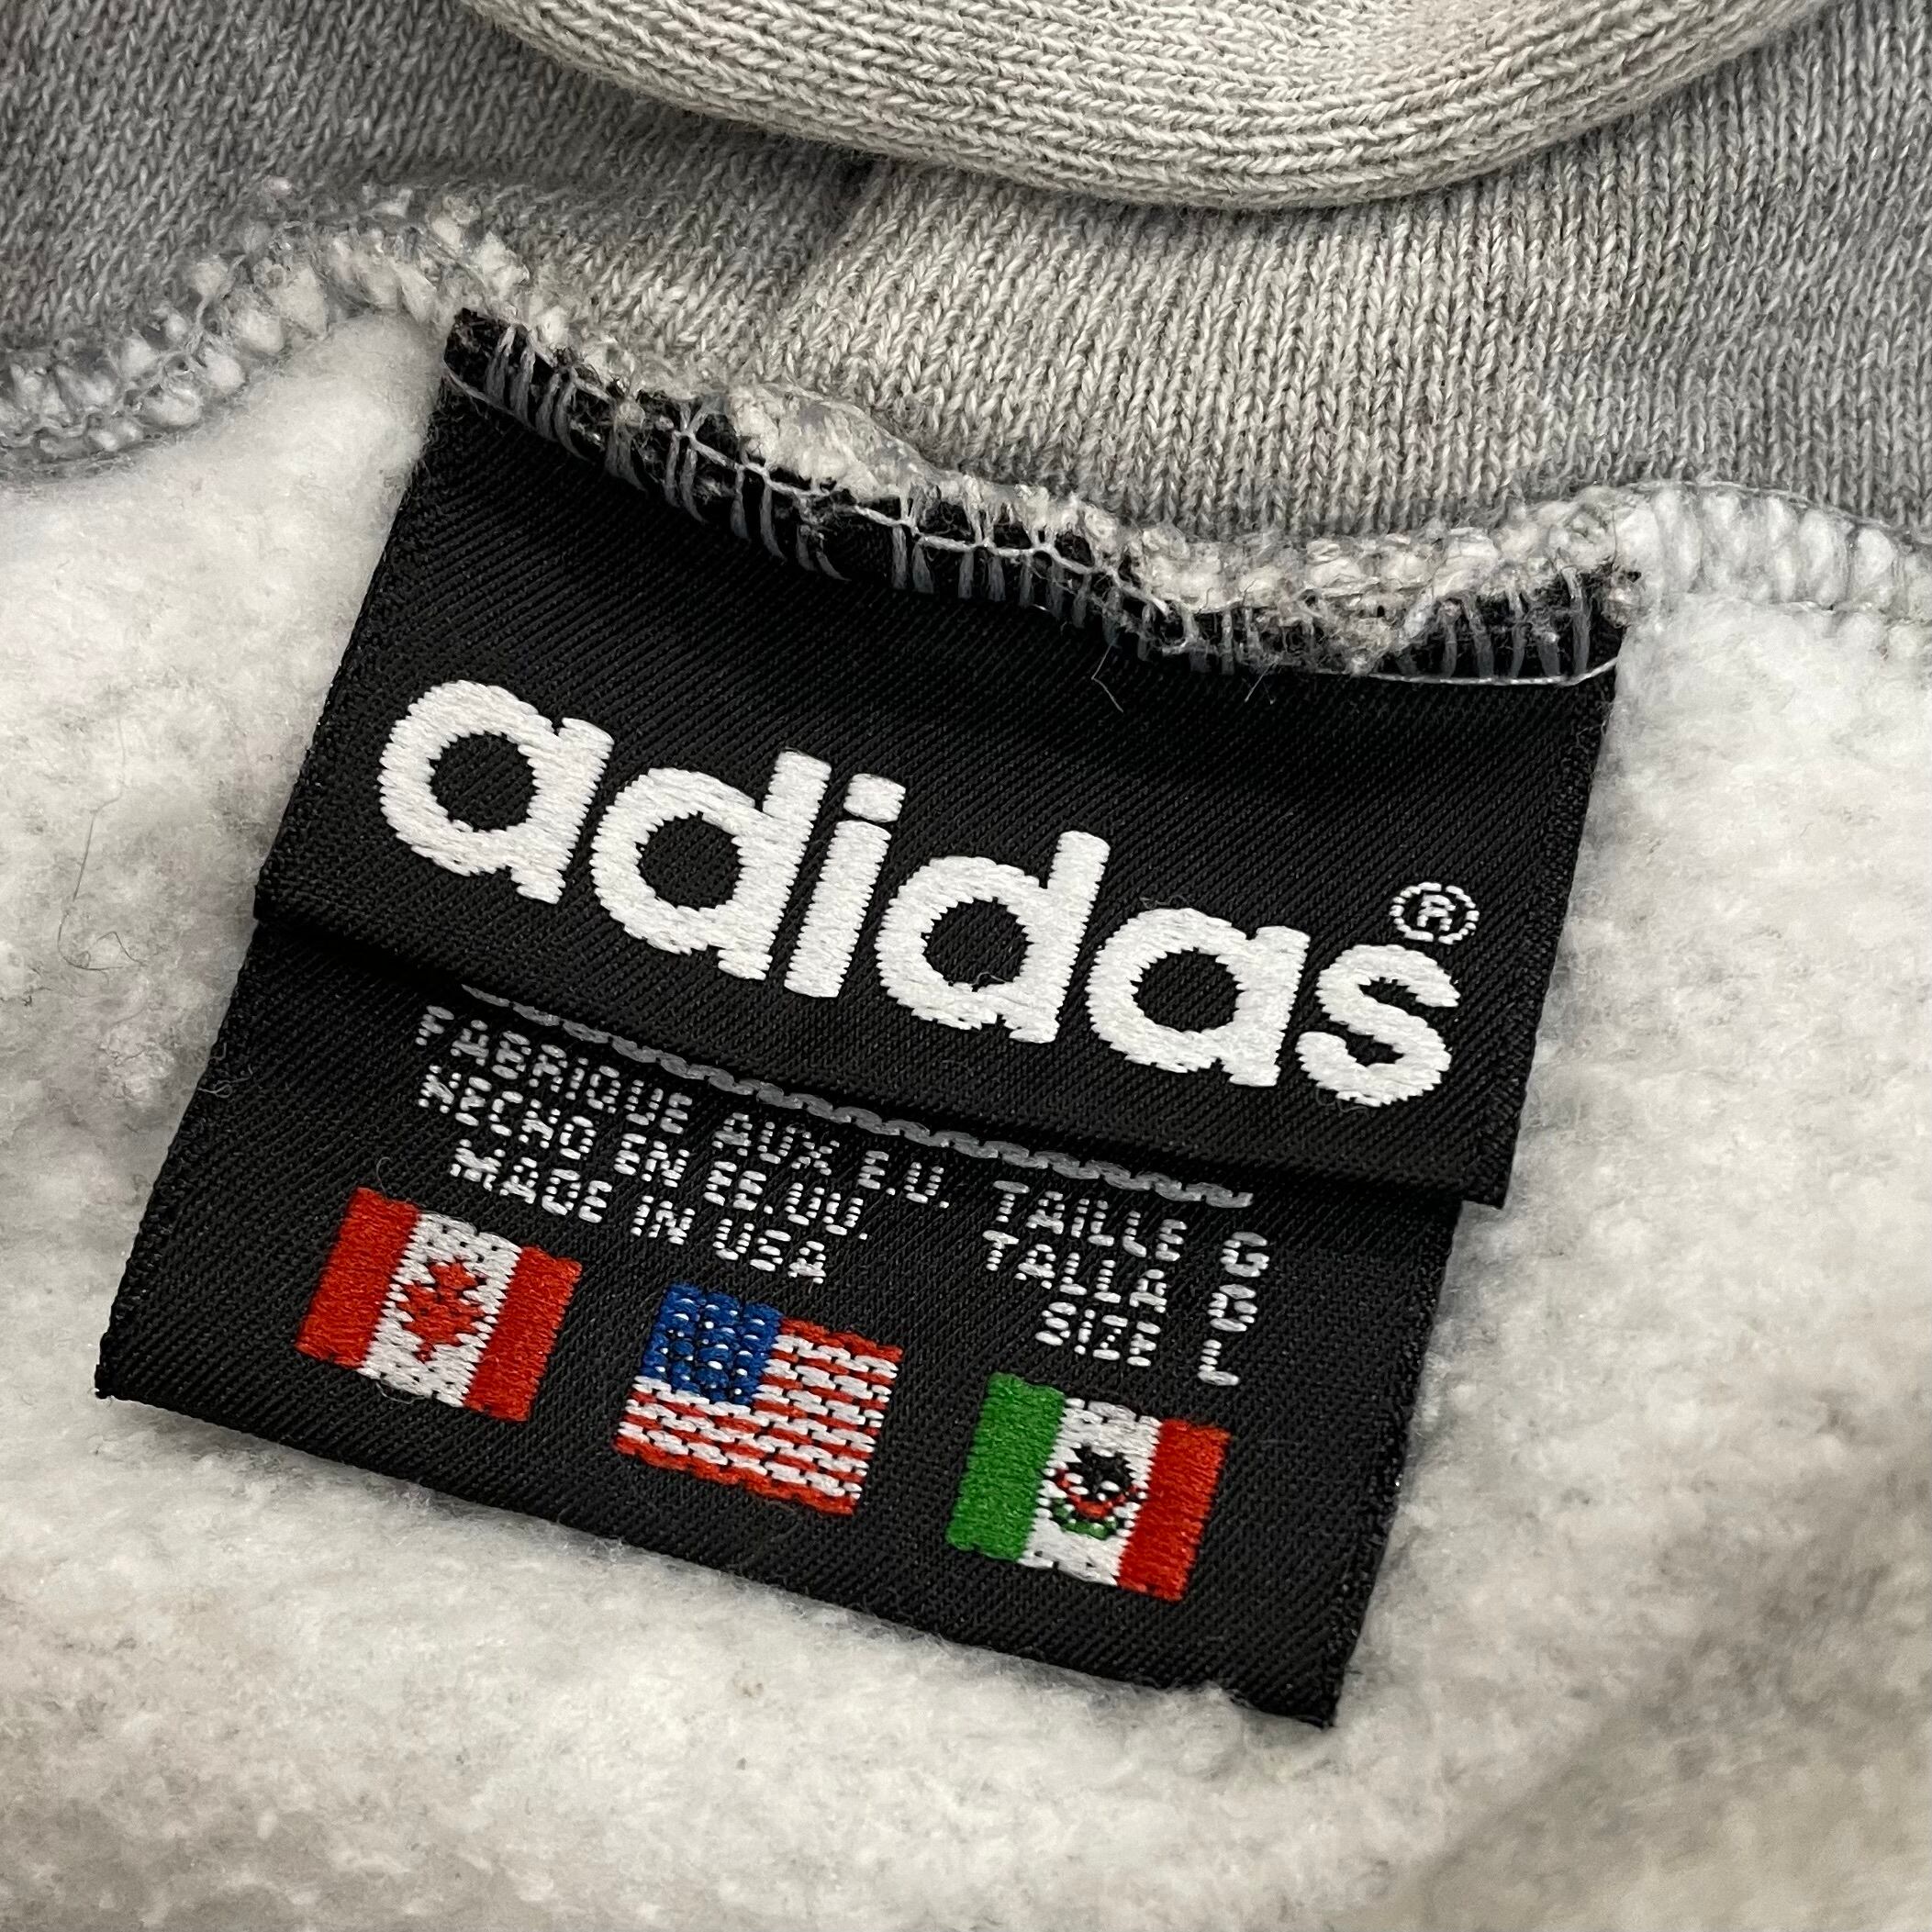 adidas®
FABRIQUE AUX E.U. TAILLE G
HECHO EN EE.UU. TALLA G
MADE IN USA SIZE L